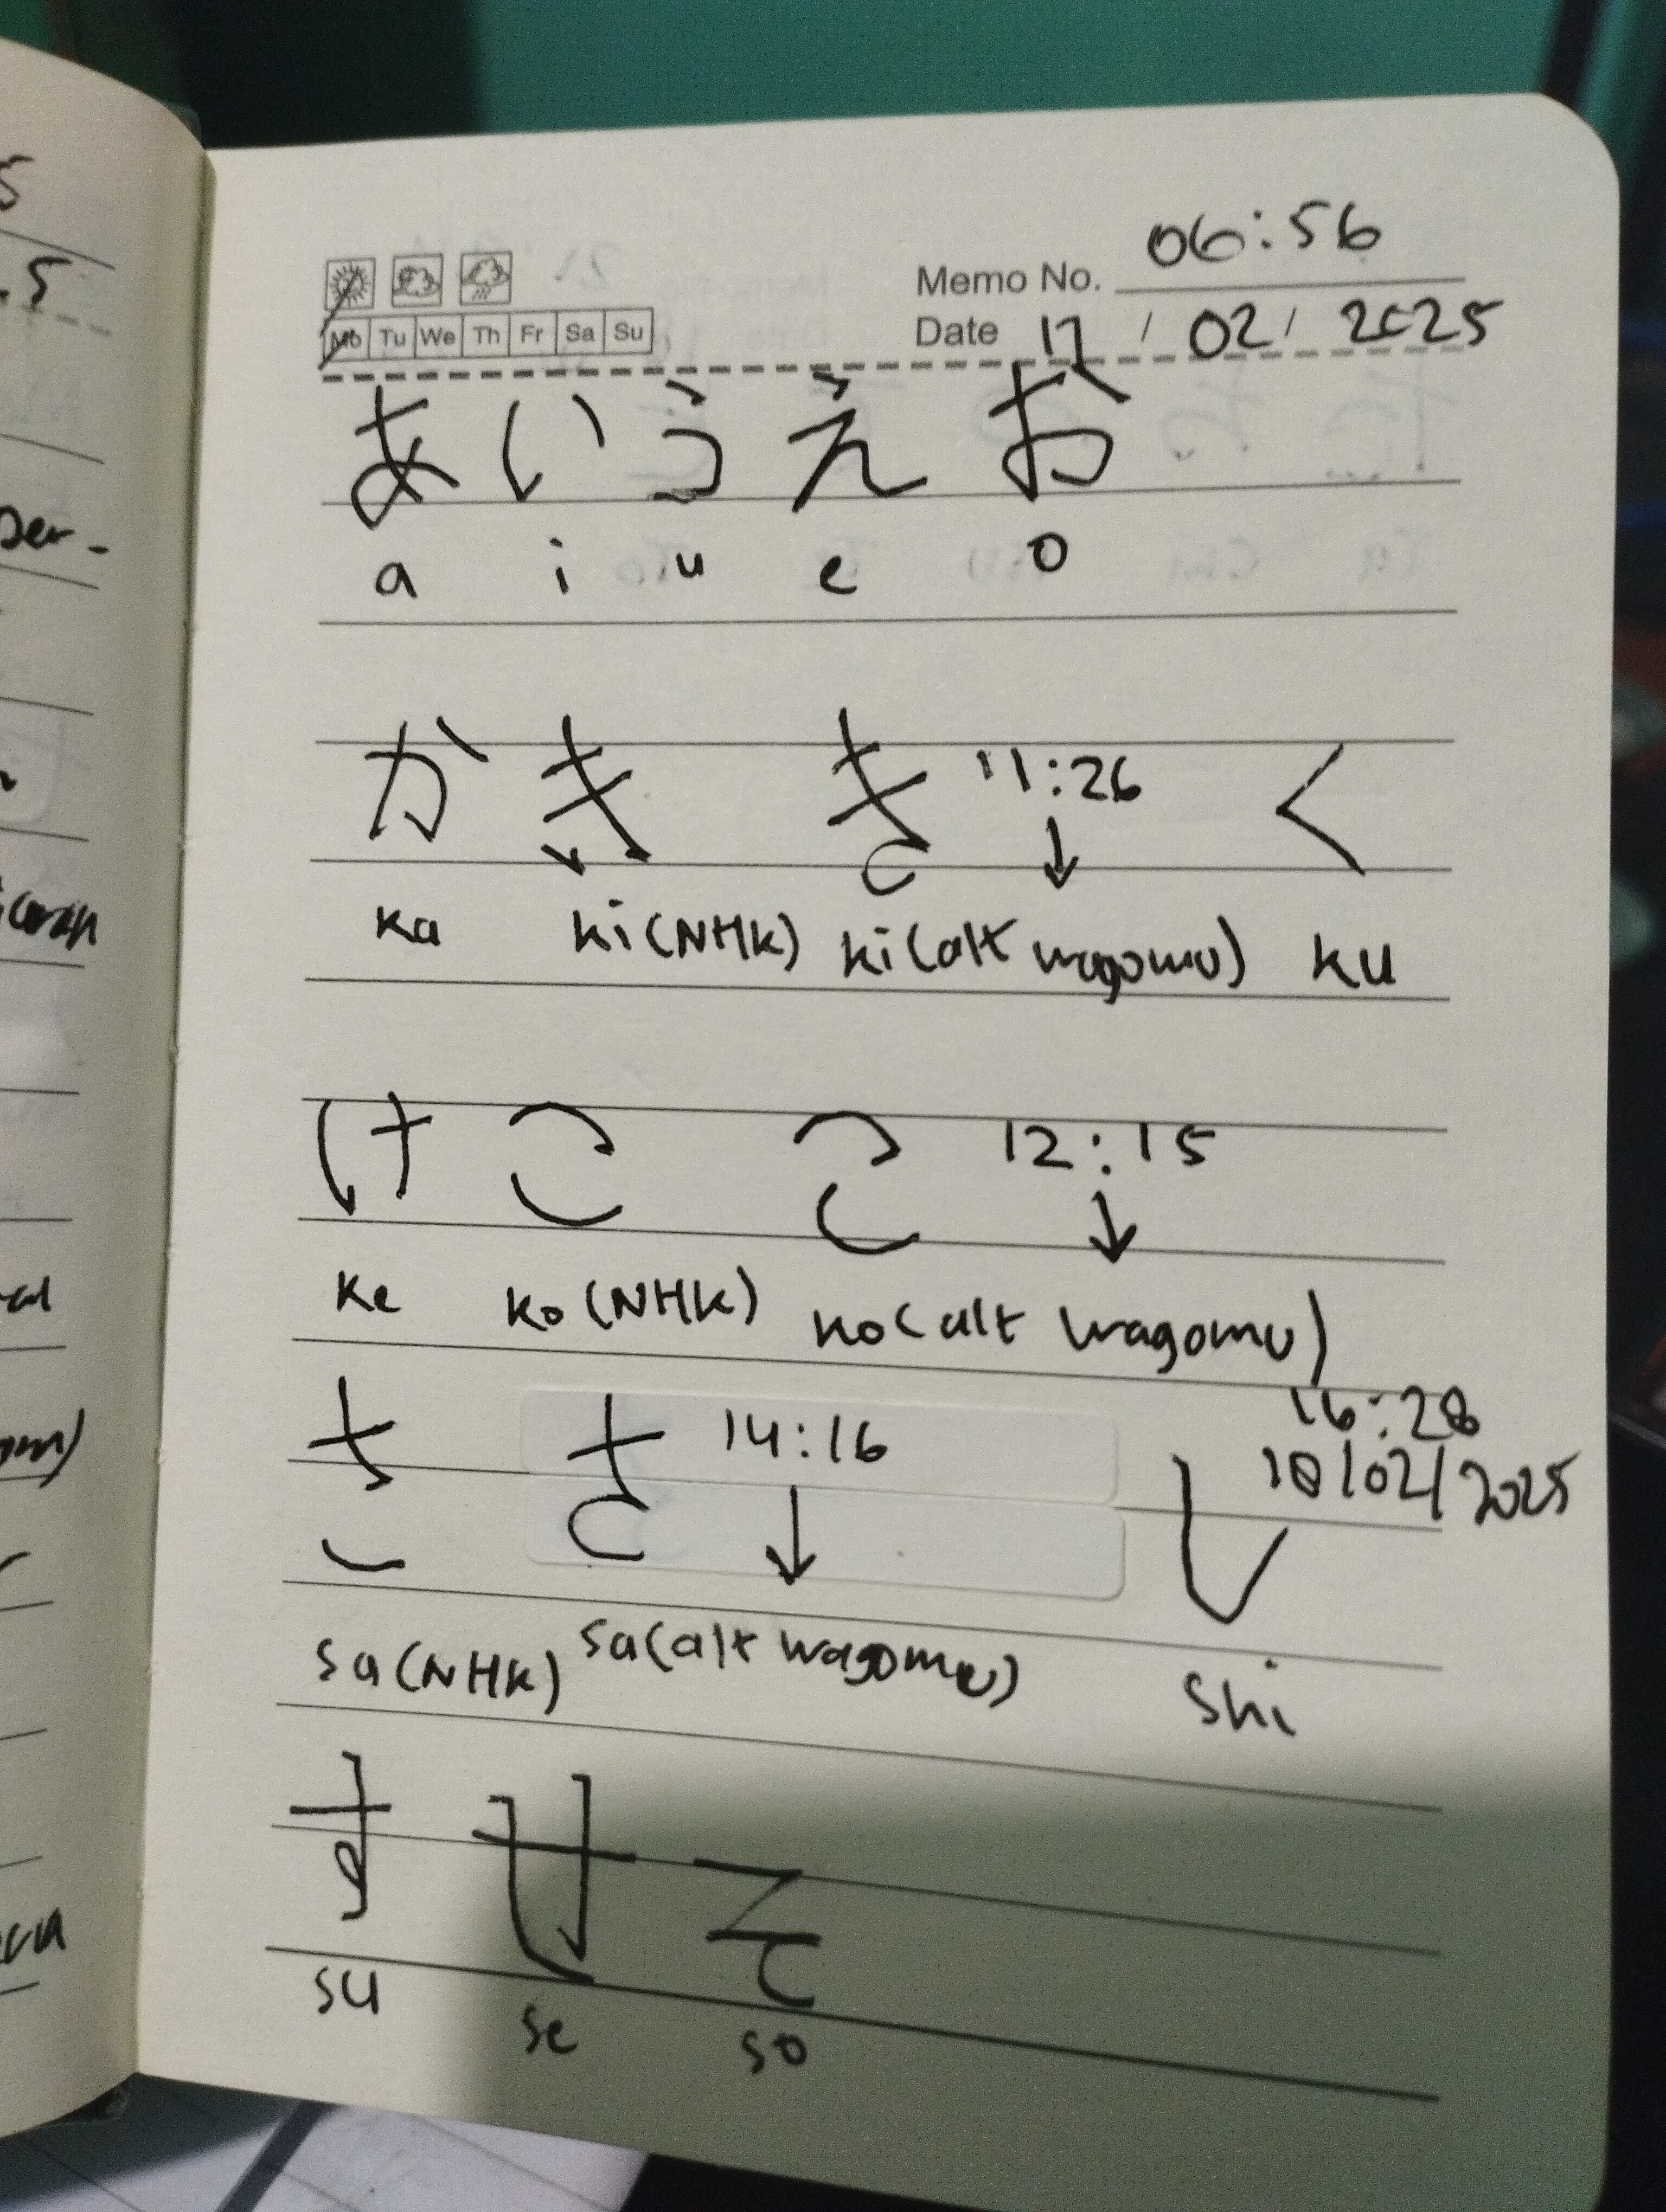 06:56
Memo No.
Mo Tu We Th Fr Sa Su
Date 17 / 02 / 2025
あ い う え お
a i u e o
か き き 11:26 く
↓
ka ki (NHK) ki (alt wagomu) ku
け こ こ 12:15
↓
ke ko (NHK) ko (alt wagomu)
16:28
さ さ 14:16 し 18/02/2025
↓
sa (NHK) sa (alt wagomu) shi
す せ そ
su se so